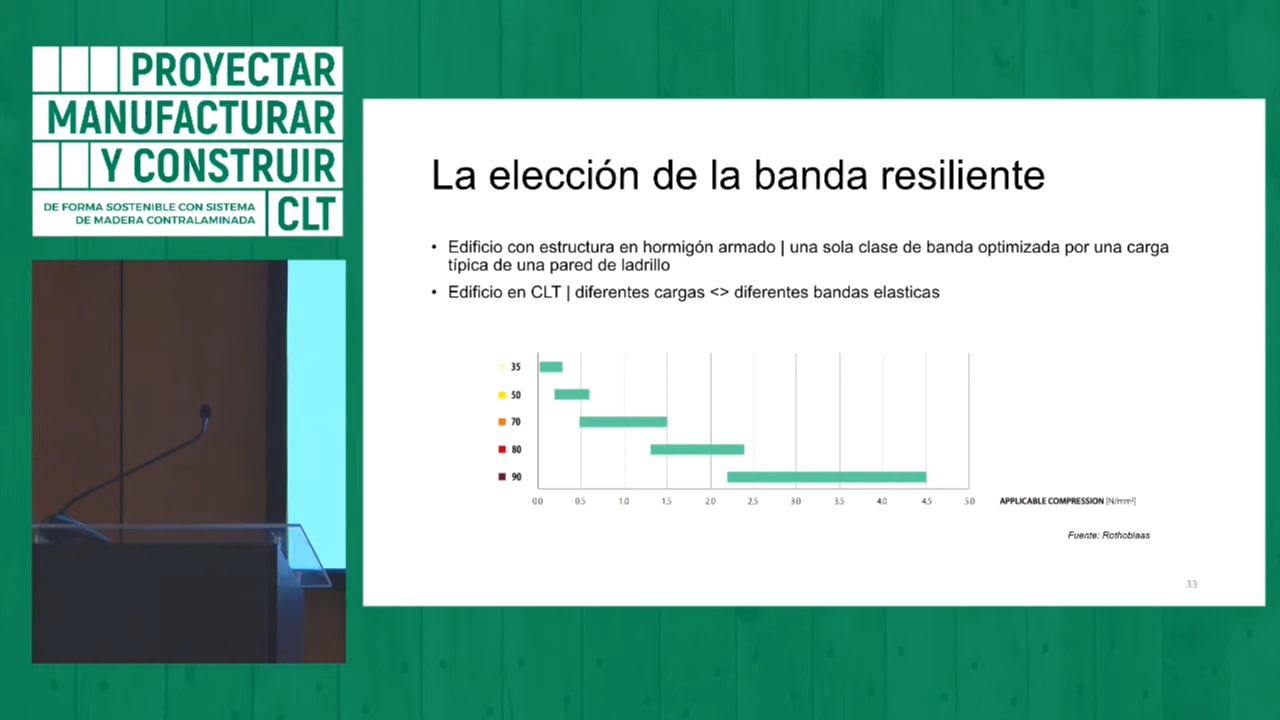 PROYECTAR
MANUFACTURAR
Y CONSTRUIR
DE FORMA SOSTENIBLE CON SISTEMA
DE MADERA CONTRALAMINADA
CLT
La elección de la banda resiliente
• Edificio con estructura en hormigón armado | una sola clase de banda optimizada por una carga
típica de una pared de ladrillo
• Edificio en CLT | diferentes cargas <> diferentes bandas elasticas
35
50
70
80
90
0.0 0.5 1.0 1.5 2.0 2.5 3.0 3.5 4.0 4.5 5.0 APPLICABLE COMPRESSION [N/mm²]
Fuente: Rothoblaas
33